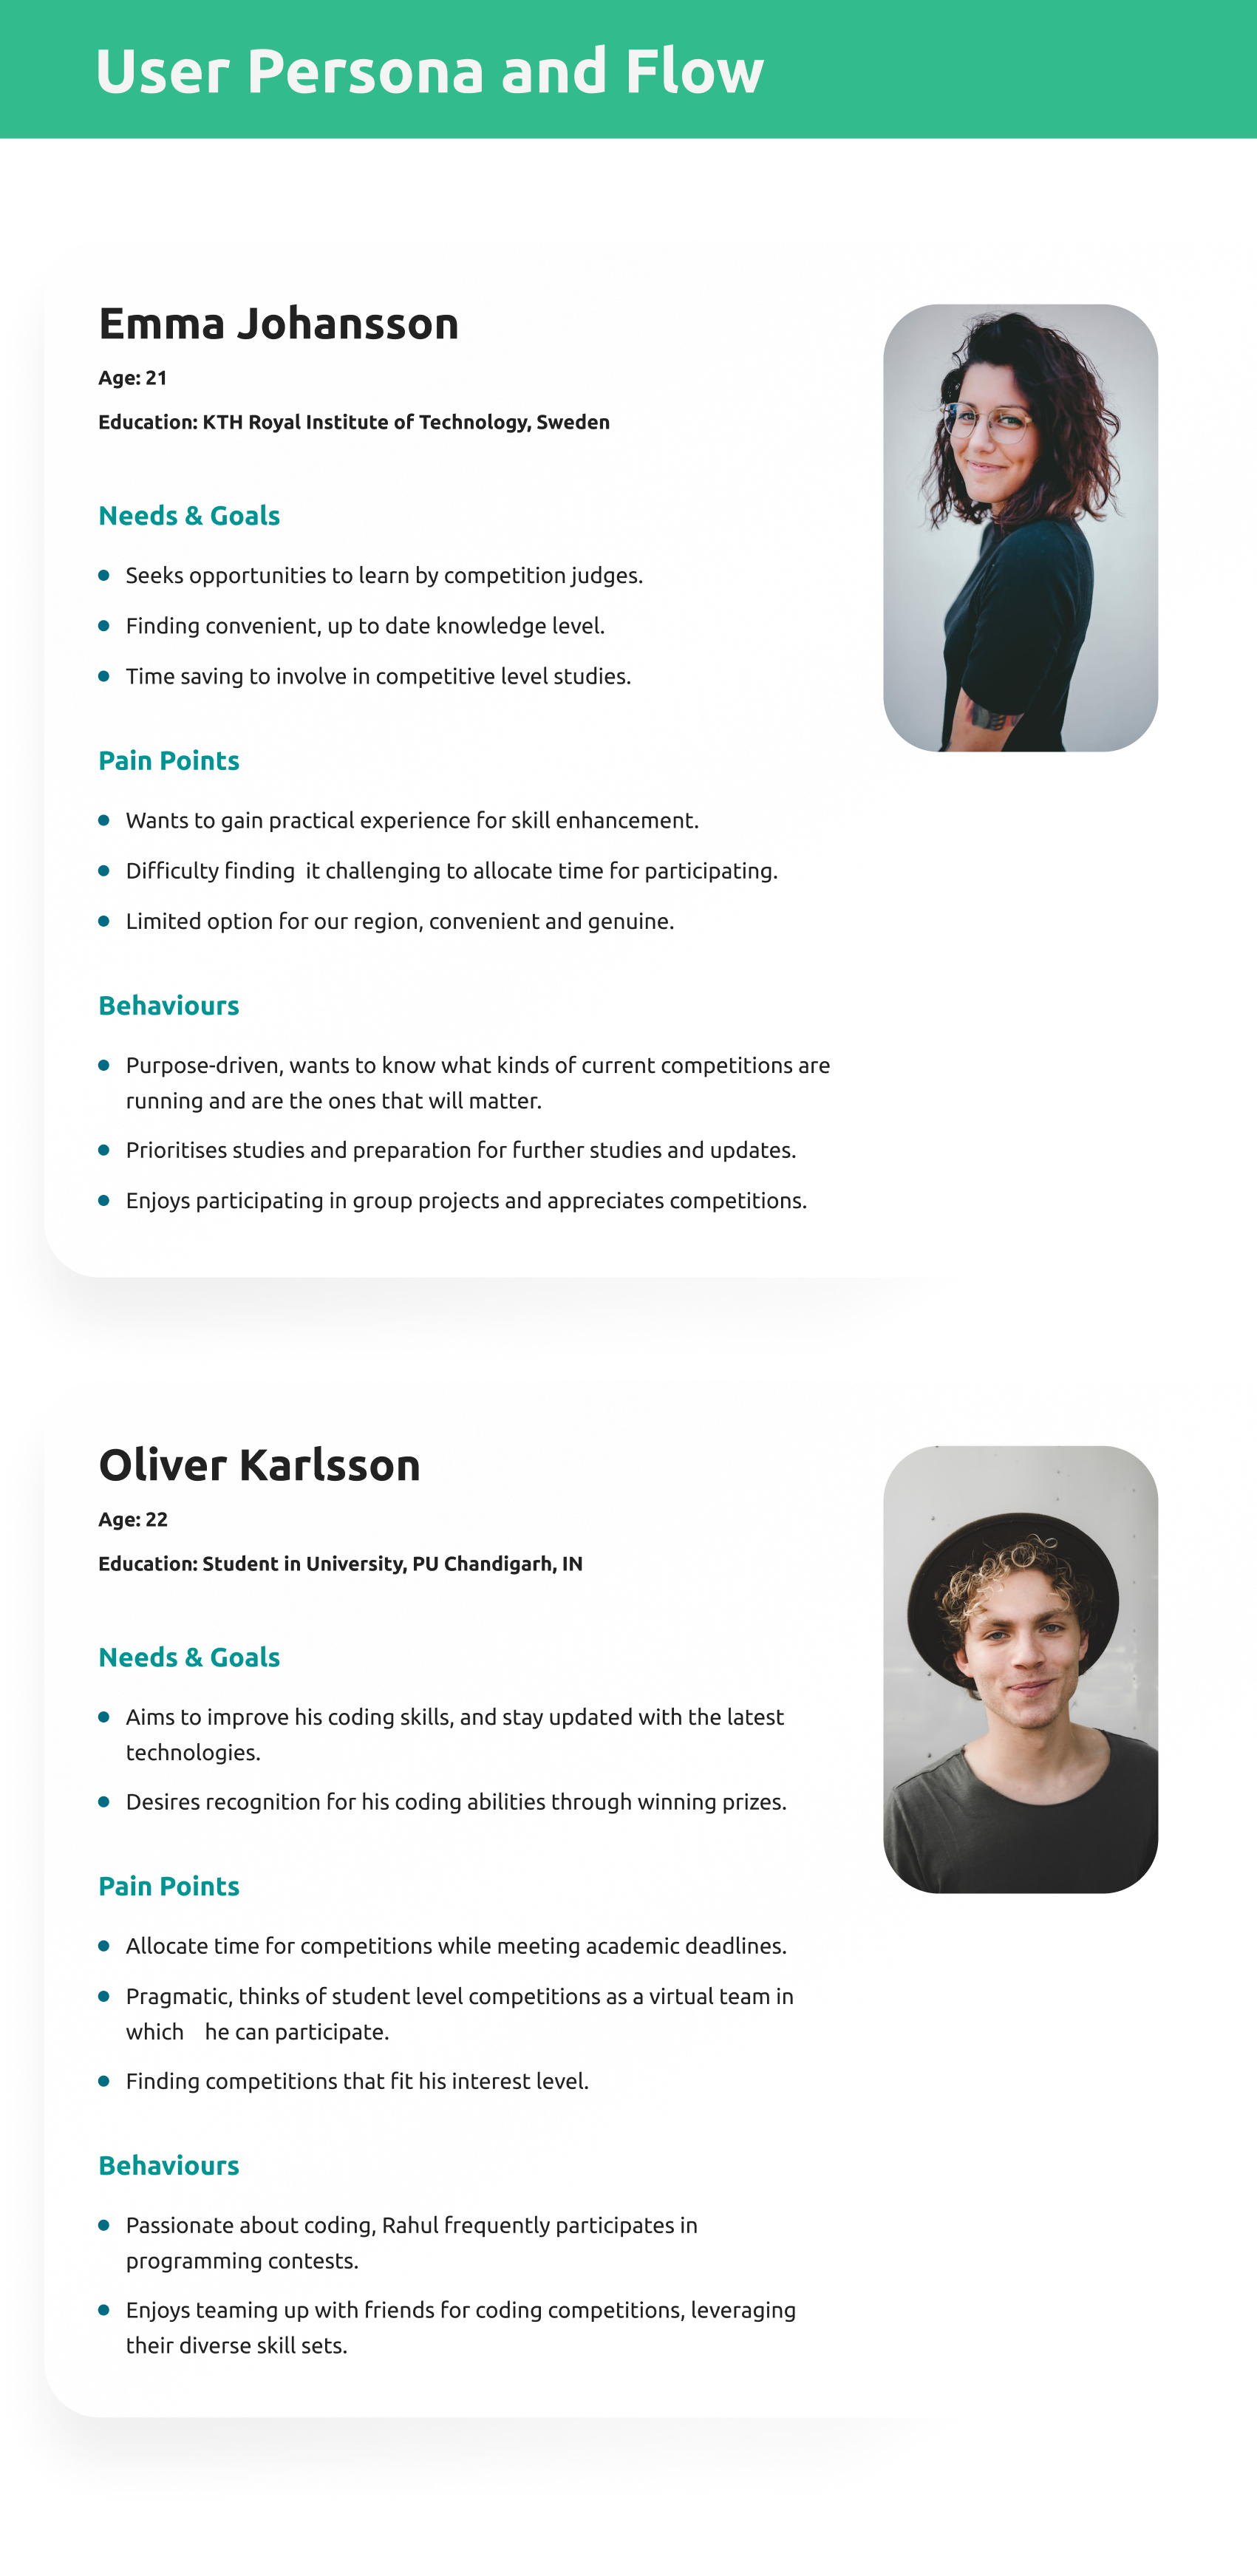 User Persona and Flow
Emma Johansson
Age: 21
Education: KTH Royal Institute of Technology, Sweden
Needs & Goals
Seeks opportunities to learn by competition judges.
Finding convenient, up to date knowledge level.
Time saving to involve in competitive level studies.
Pain Points
Wants to gain practical experience for skill enhancement.
Difficulty finding  it challenging to allocate time for participating.
Limited option for our region, convenient and genuine.
Behaviours
Purpose-driven, wants to know what kinds of current competitions are
running and are the ones that will matter.
Prioritises studies and preparation for further studies and updates.
Enjoys participating in group projects and appreciates competitions.
Oliver Karlsson
Age: 22
Education: Student in University, PU Chandigarh, IN
Needs & Goals
Aims to improve his coding skills, and stay updated with the latest
technologies.
Desires recognition for his coding abilities through winning prizes.
Pain Points
Allocate time for competitions while meeting academic deadlines.
Pragmatic, thinks of student level competitions as a virtual team in
which    he can participate.
Finding competitions that fit his interest level.
Behaviours
Passionate about coding, Rahul frequently participates in
programming contests.
Enjoys teaming up with friends for coding competitions, leveraging
their diverse skill sets.